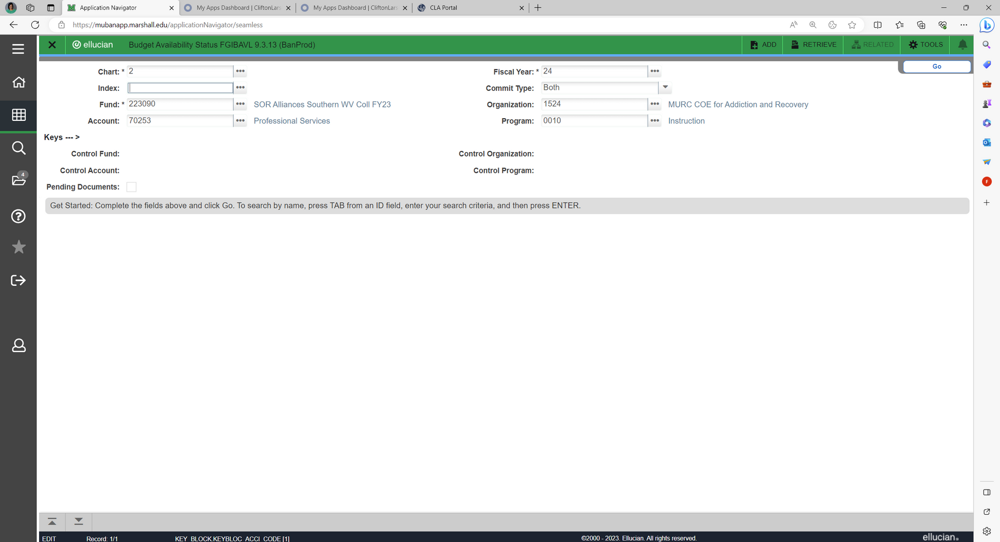 Application Navigator
My Apps Dashboard | CliftonLars
My Apps Dashboard | CliftonLars
CLA Portal
https://mubanapp.marshall.edu/applicationNavigator/seamless
ellucian Budget Availability Status FGIBAVL 9.3.13 (BanProd) ADD RETRIEVE RELATED TOOLS
Chart: * 2 Fiscal Year: * 24 Go
Index: Commit Type: Both
Fund: * 223090 SOR Alliances Southern WV Coll FY23 Organization: 1524 MURC COE for Addiction and Recovery
Account: 70253 Professional Services Program: 0010 Instruction
Keys --- >
Control Fund: Control Organization:
Control Account: Control Program:
4
Pending Documents:
Get Started: Complete the fields above and click Go. To search by name, press TAB from an ID field, enter your search criteria, and then press ENTER.
F
EDIT Record: 1/1 KEY_BLOCK.KEYBLOC_ACCI_CODE [1] ©2000 - 2023. Ellucian. All rights reserved. ellucian.